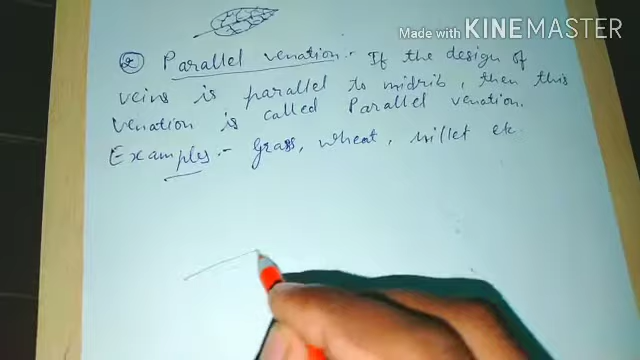 Made with KINEMASTER
② Parallel venation :- If the design of
veins is parallel to midrib, then this
venation is called Parallel venation.
Examples :- Grass, wheat, millet etc.